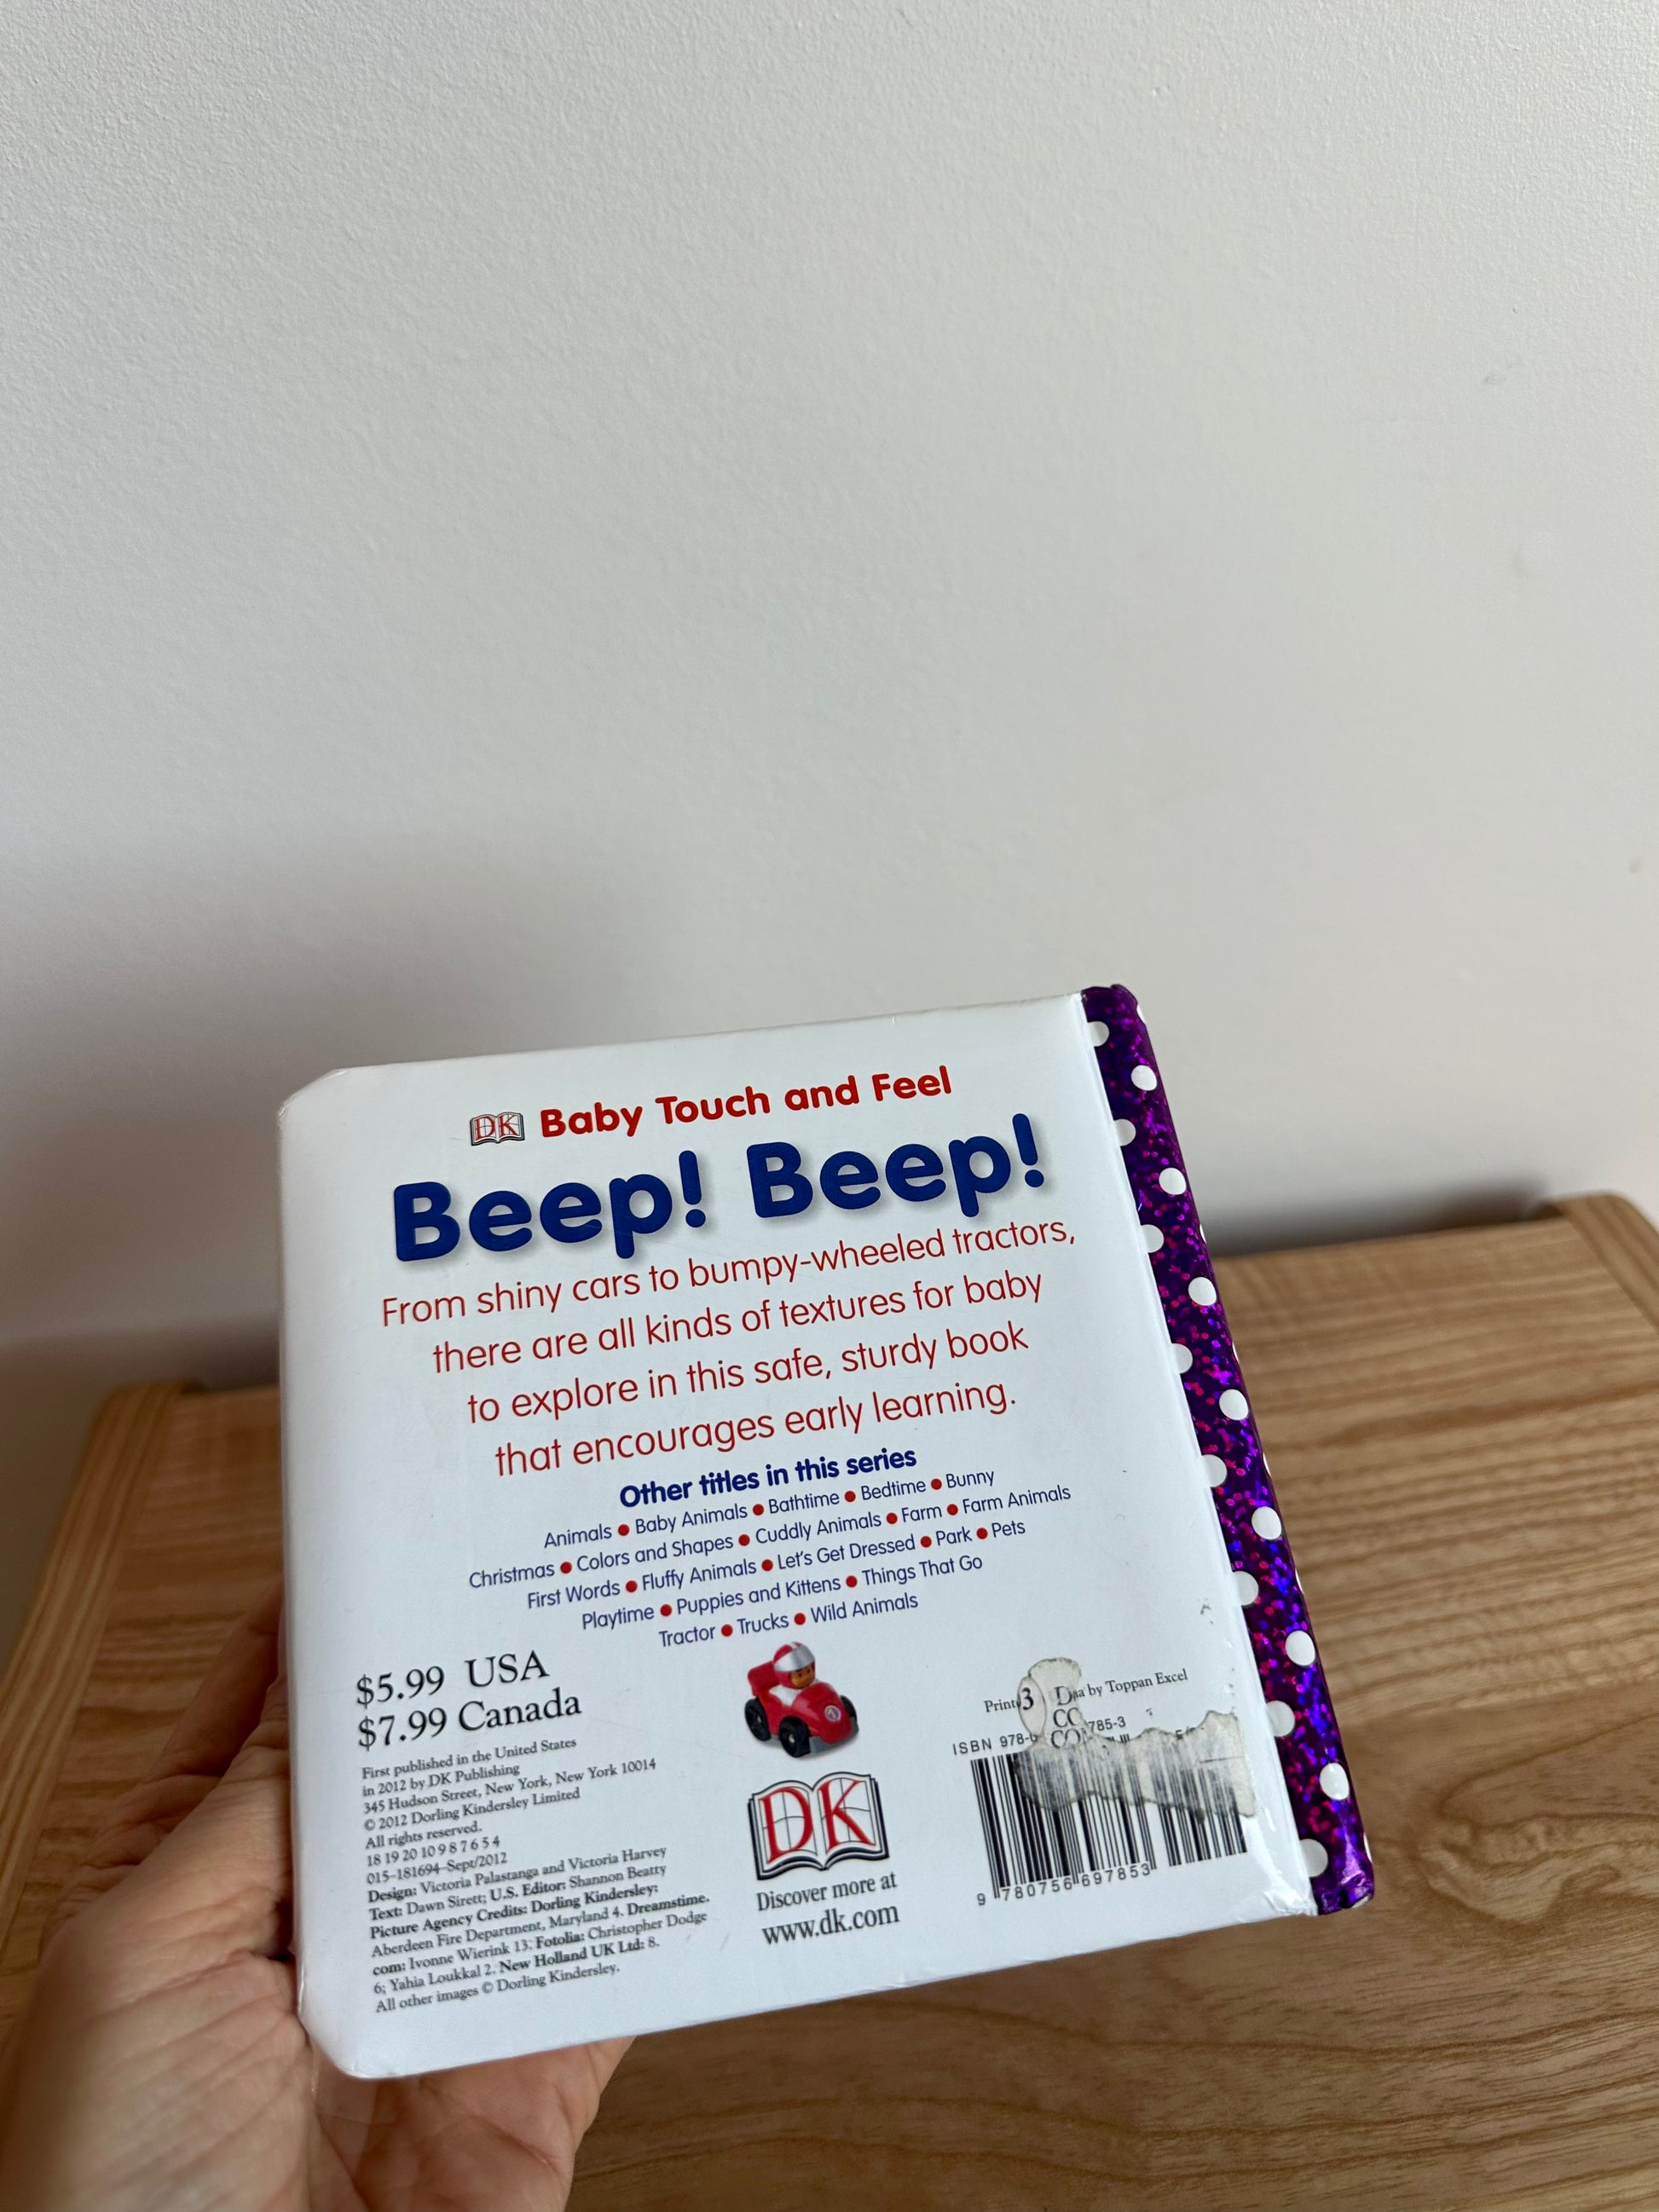 DK Baby Touch and Feel
Beep! Beep!
From shiny cars to bumpy-wheeled tractors,
there are all kinds of textures for baby
to explore in this safe, sturdy book
that encourages early learning.
Other titles in this series
Animals • Baby Animals • Bathtime • Bedtime • Bunny
Christmas • Colors and Shapes • Cuddly Animals • Farm • Farm Animals
First Words • Fluffy Animals • Let's Get Dressed • Park • Pets
Playtime • Puppies and Kittens • Things That Go
Tractor • Trucks • Wild Animals
$5.99 USA
$7.99 Canada
First published in the United States
in 2012 by DK Publishing
345 Hudson Street, New York, New York 10014
© 2012 Dorling Kindersley Limited
All rights reserved.
18 19 20 10 9 8 7 6 5 4
015–181694–Sept/2012
Design: Victoria Palastanga and Victoria Harvey
Text: Dawn Sirett; U.S. Editor: Shannon Beatty
Picture Agency Credits: Dorling Kindersley:
Aberdeen Fire Department, Maryland 4. Dreamstime.
com: Ivonne Wierink 13; Fotolia: Christopher Dodge
6; Yahia Loukkal 2. New Holland UK Ltd: 8.
All other images © Dorling Kindersley.
DK
Discover more at
www.dk.com
by Toppan Excel
ISBN 978- 785-3
9 780756 697853